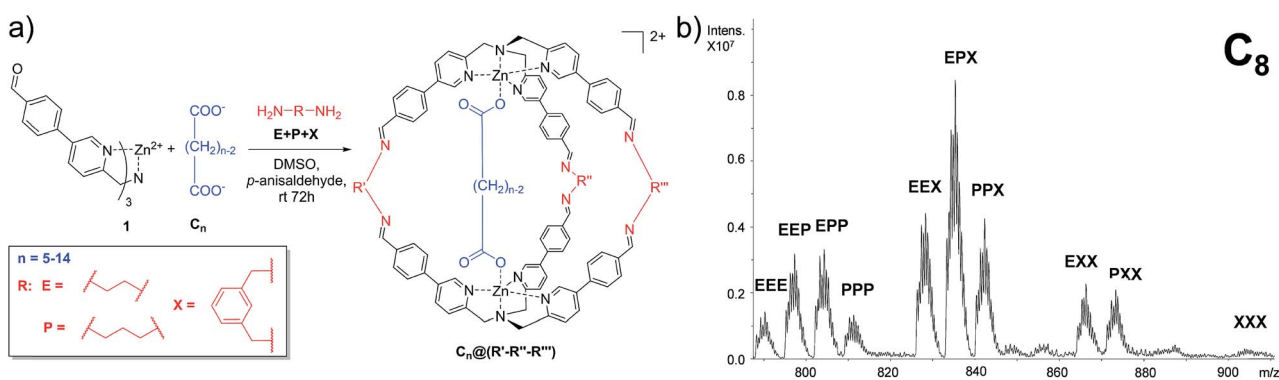 a)
O
N
Zn2+ +
N
3
1
COO-
(CH2)n-2
COO-
Cn
H2N-R-NH2
E+P+X
DMSO,
p-anisaldehyde,
rt 72h
n = 5-14
R: E =
P =
X =
2+
N
N
Zn
N
N
O
O
N
N
N
R'
(CH2)n-2
R"
R'''
N
N
N
O
O
N
N
Zn
N
N
Cn@(R'-R"-R''')
b)
Intens.
X10^7
C8
0.8
0.6
0.4
0.2
0.0
EEE
EEP
EPP
PPP
EEX
EPX
PPX
EXX
PXX
XXX
800
820
840
860
880
900
m/z